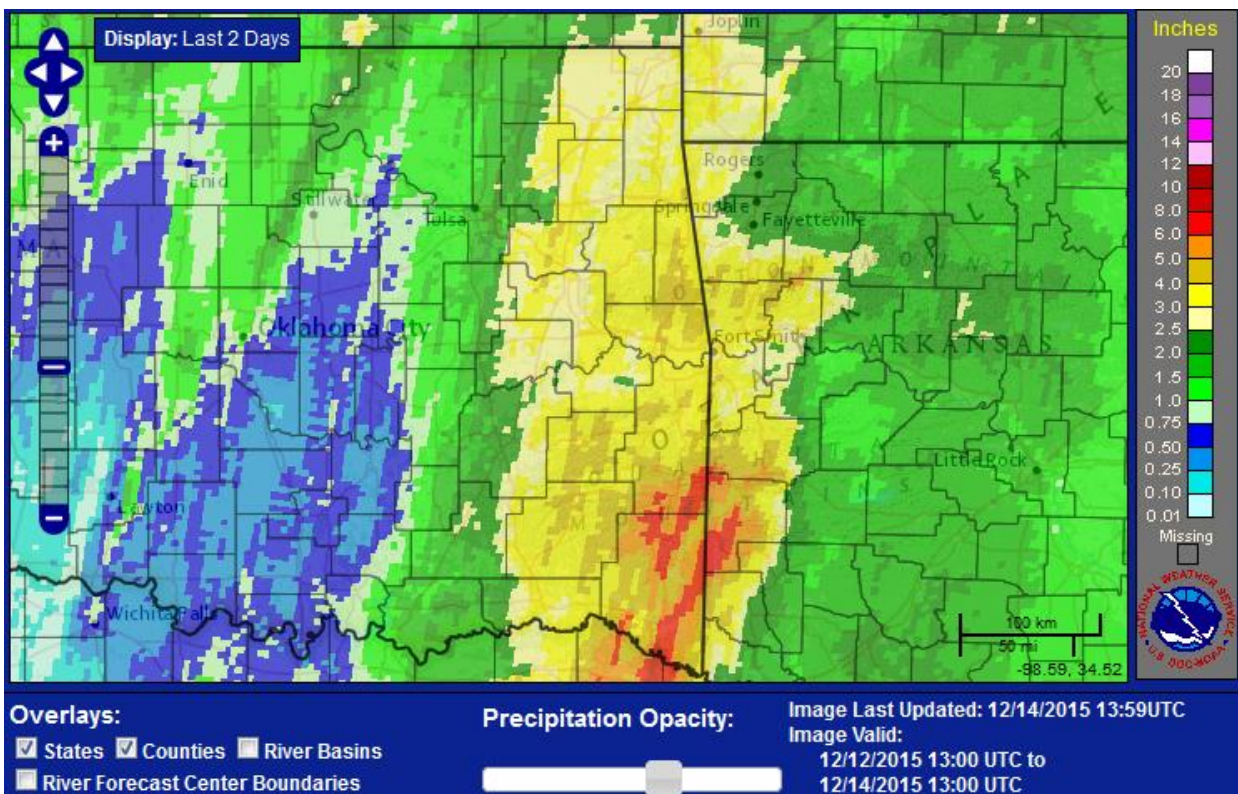 Display: Last 2 Days
Joplin
Inches
20
18
16
14
12
10
8.0
6.0
5.0
4.0
3.0
2.5
2.0
1.5
1.0
0.75
0.50
0.25
0.10
0.01
Missing
Rogers
Enid
Stillwater
Tulsa
Springdale
Fayetteville
Oklahoma City
Fort Smith
ARKANSAS
Little Rock
Lawton
Wichita Falls
100 km
50 mi
-98.59, 34.52
NATIONAL WEATHER SERVICE
U.S. DOC-NOAA
Overlays:
States Counties River Basins
River Forecast Center Boundaries
Precipitation Opacity:
Image Last Updated: 12/14/2015 13:59UTC
Image Valid:
12/12/2015 13:00 UTC to
12/14/2015 13:00 UTC